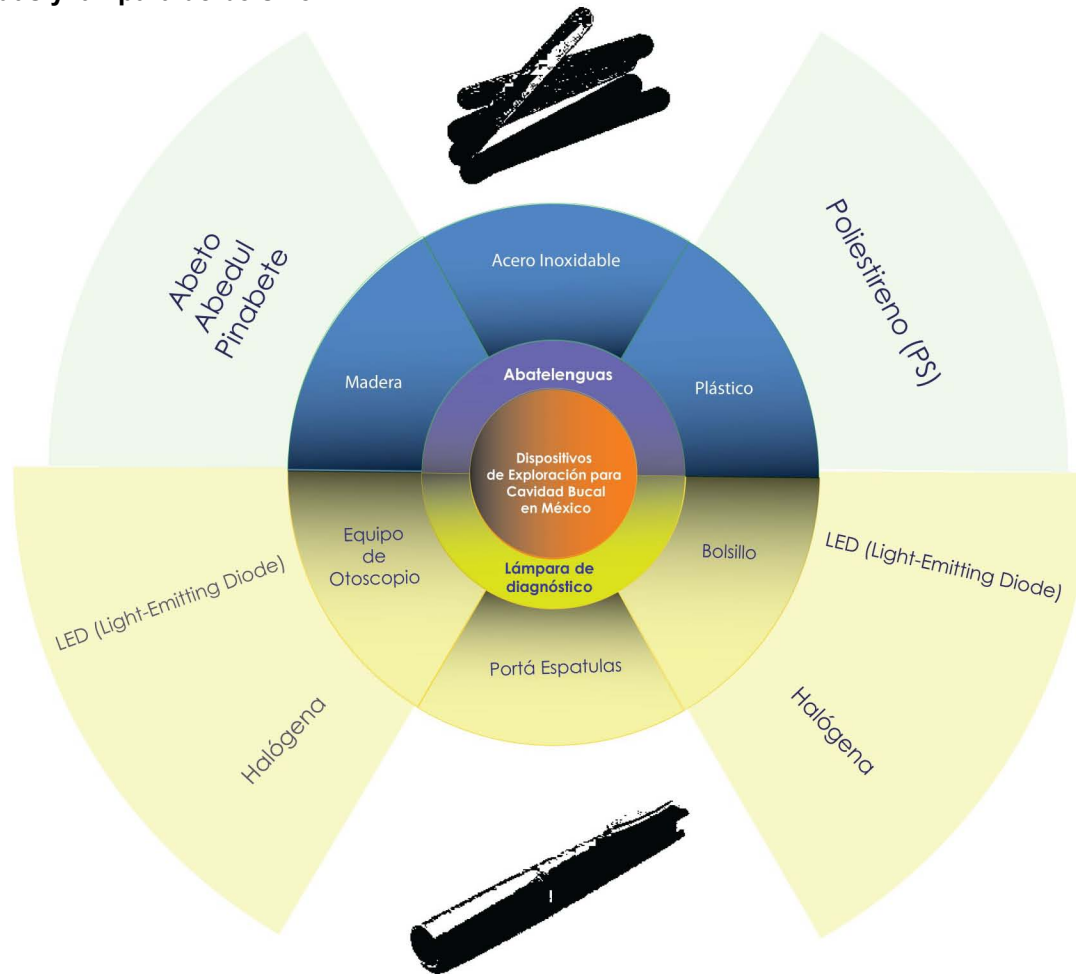 Acero Inoxidable
Abeto
Abedul
Pinabete
Poliestireno (PS)
Madera
Abatelenguas
Plástico
Dispositivos
de Exploración para
Cavidad Bucal
en México
Equipo
de
Otoscopio
Lámpara de
diagnóstico
Bolsillo
Portá Espatulas
LED (Light-Emitting Diode)
Halógena
LED (Light-Emitting Diode)
Halógena